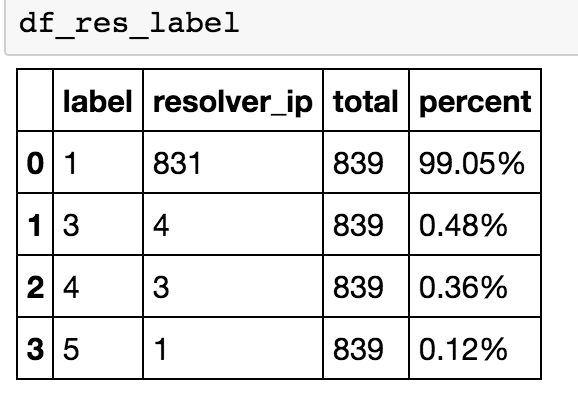 df_res_label
label resolver_ip total percent
0 1 831 839 99.05%
1 3 4 839 0.48%
2 4 3 839 0.36%
3 5 1 839 0.12%